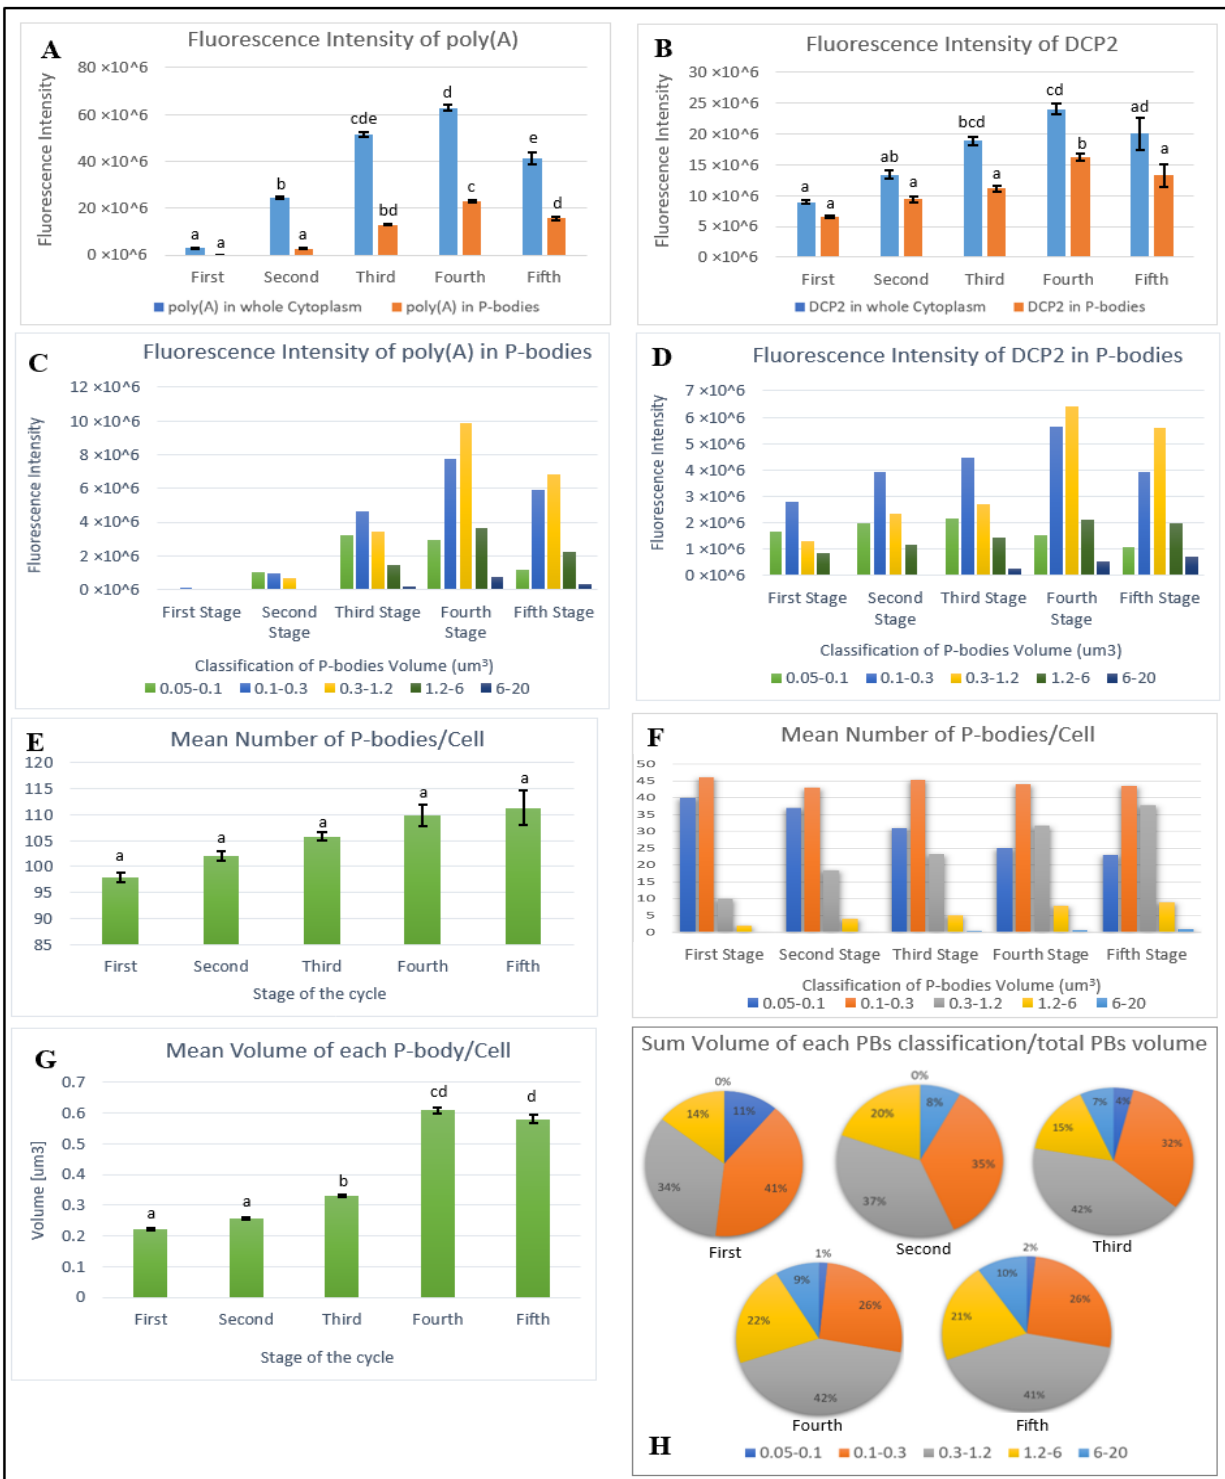 A
Fluorescence Intensity of poly(A)
Fluorescence Intensity
80 ×10^6
60 ×10^6
40 ×10^6
20 ×10^6
0 ×10^6
a a
b a
cde bd
d c
e d
First Second Third Fourth Fifth
poly(A) in whole Cytoplasm poly(A) in P-bodies
B
Fluorescence Intensity of DCP2
Fluorescence Intensity
30 ×10^6
25 ×10^6
20 ×10^6
15 ×10^6
10 ×10^6
5 ×10^6
0 ×10^6
a a
ab a
bcd a
cd b
ad a
First Second Third Fourth Fifth
DCP2 in whole Cytoplasm DCP2 in P-bodies
C
Fluorescence Intensity of poly(A) in P-bodies
Fluorescence Intensity
12 ×10^6
10 ×10^6
8 ×10^6
6 ×10^6
4 ×10^6
2 ×10^6
0 ×10^6
First Stage Second Stage Third Stage Fourth Stage Fifth Stage
Classification of P-bodies Volume (um³)
0.05-0.1 0.1-0.3 0.3-1.2 1.2-6 6-20
D
Fluorescence Intensity of DCP2 in P-bodies
Fluorescence Intensity
7 ×10^6
6 ×10^6
5 ×10^6
4 ×10^6
3 ×10^6
2 ×10^6
1 ×10^6
0 ×10^6
First Stage Second Stage Third Stage Fourth Stage Fifth Stage
Classification of P-bodies Volume (um3)
0.05-0.1 0.1-0.3 0.3-1.2 1.2-6 6-20
E
Mean Number of P-bodies/Cell
120
115
110
105
100
95
90
85
a a a a a
First Second Third Fourth Fifth
Stage of the cycle
F
Mean Number of P-bodies/Cell
50
45
40
35
30
25
20
15
10
5
0
First Stage Second Stage Third Stage Fourth Stage Fifth Stage
Classification of P-bodies Volume (um³)
0.05-0.1 0.1-0.3 0.3-1.2 1.2-6 6-20
G
Mean Volume of each P-body/Cell
Volume [um3]
0.7
0.6
0.5
0.4
0.3
0.2
0.1
0
a a b cd d
First Second Third Fourth Fifth
Stage of the cycle
Sum Volume of each PBs classification/total PBs volume
0%
11%
41%
34%
14%
First
0%
8%
35%
37%
20%
Second
4%
32%
42%
15%
7%
Third
1%
26%
42%
22%
9%
Fourth
2%
26%
41%
21%
10%
Fifth
H
0.05-0.1 0.1-0.3 0.3-1.2 1.2-6 6-20